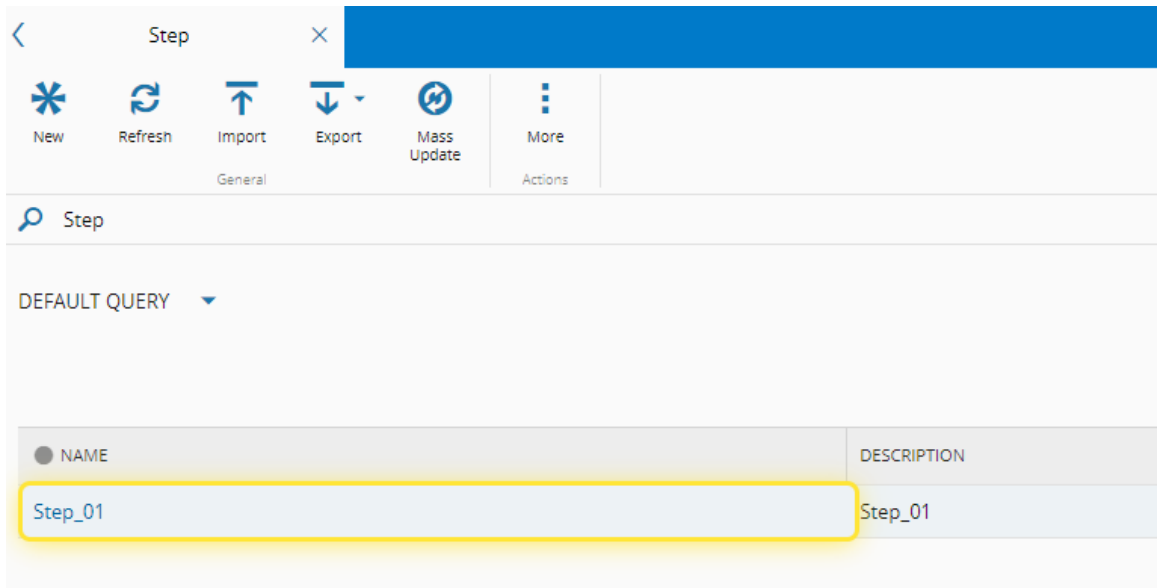 Step
New
Refresh
Import
Export
Mass
Update
More
General
Actions
Step
DEFAULT QUERY
NAME
DESCRIPTION
Step_01
Step_01